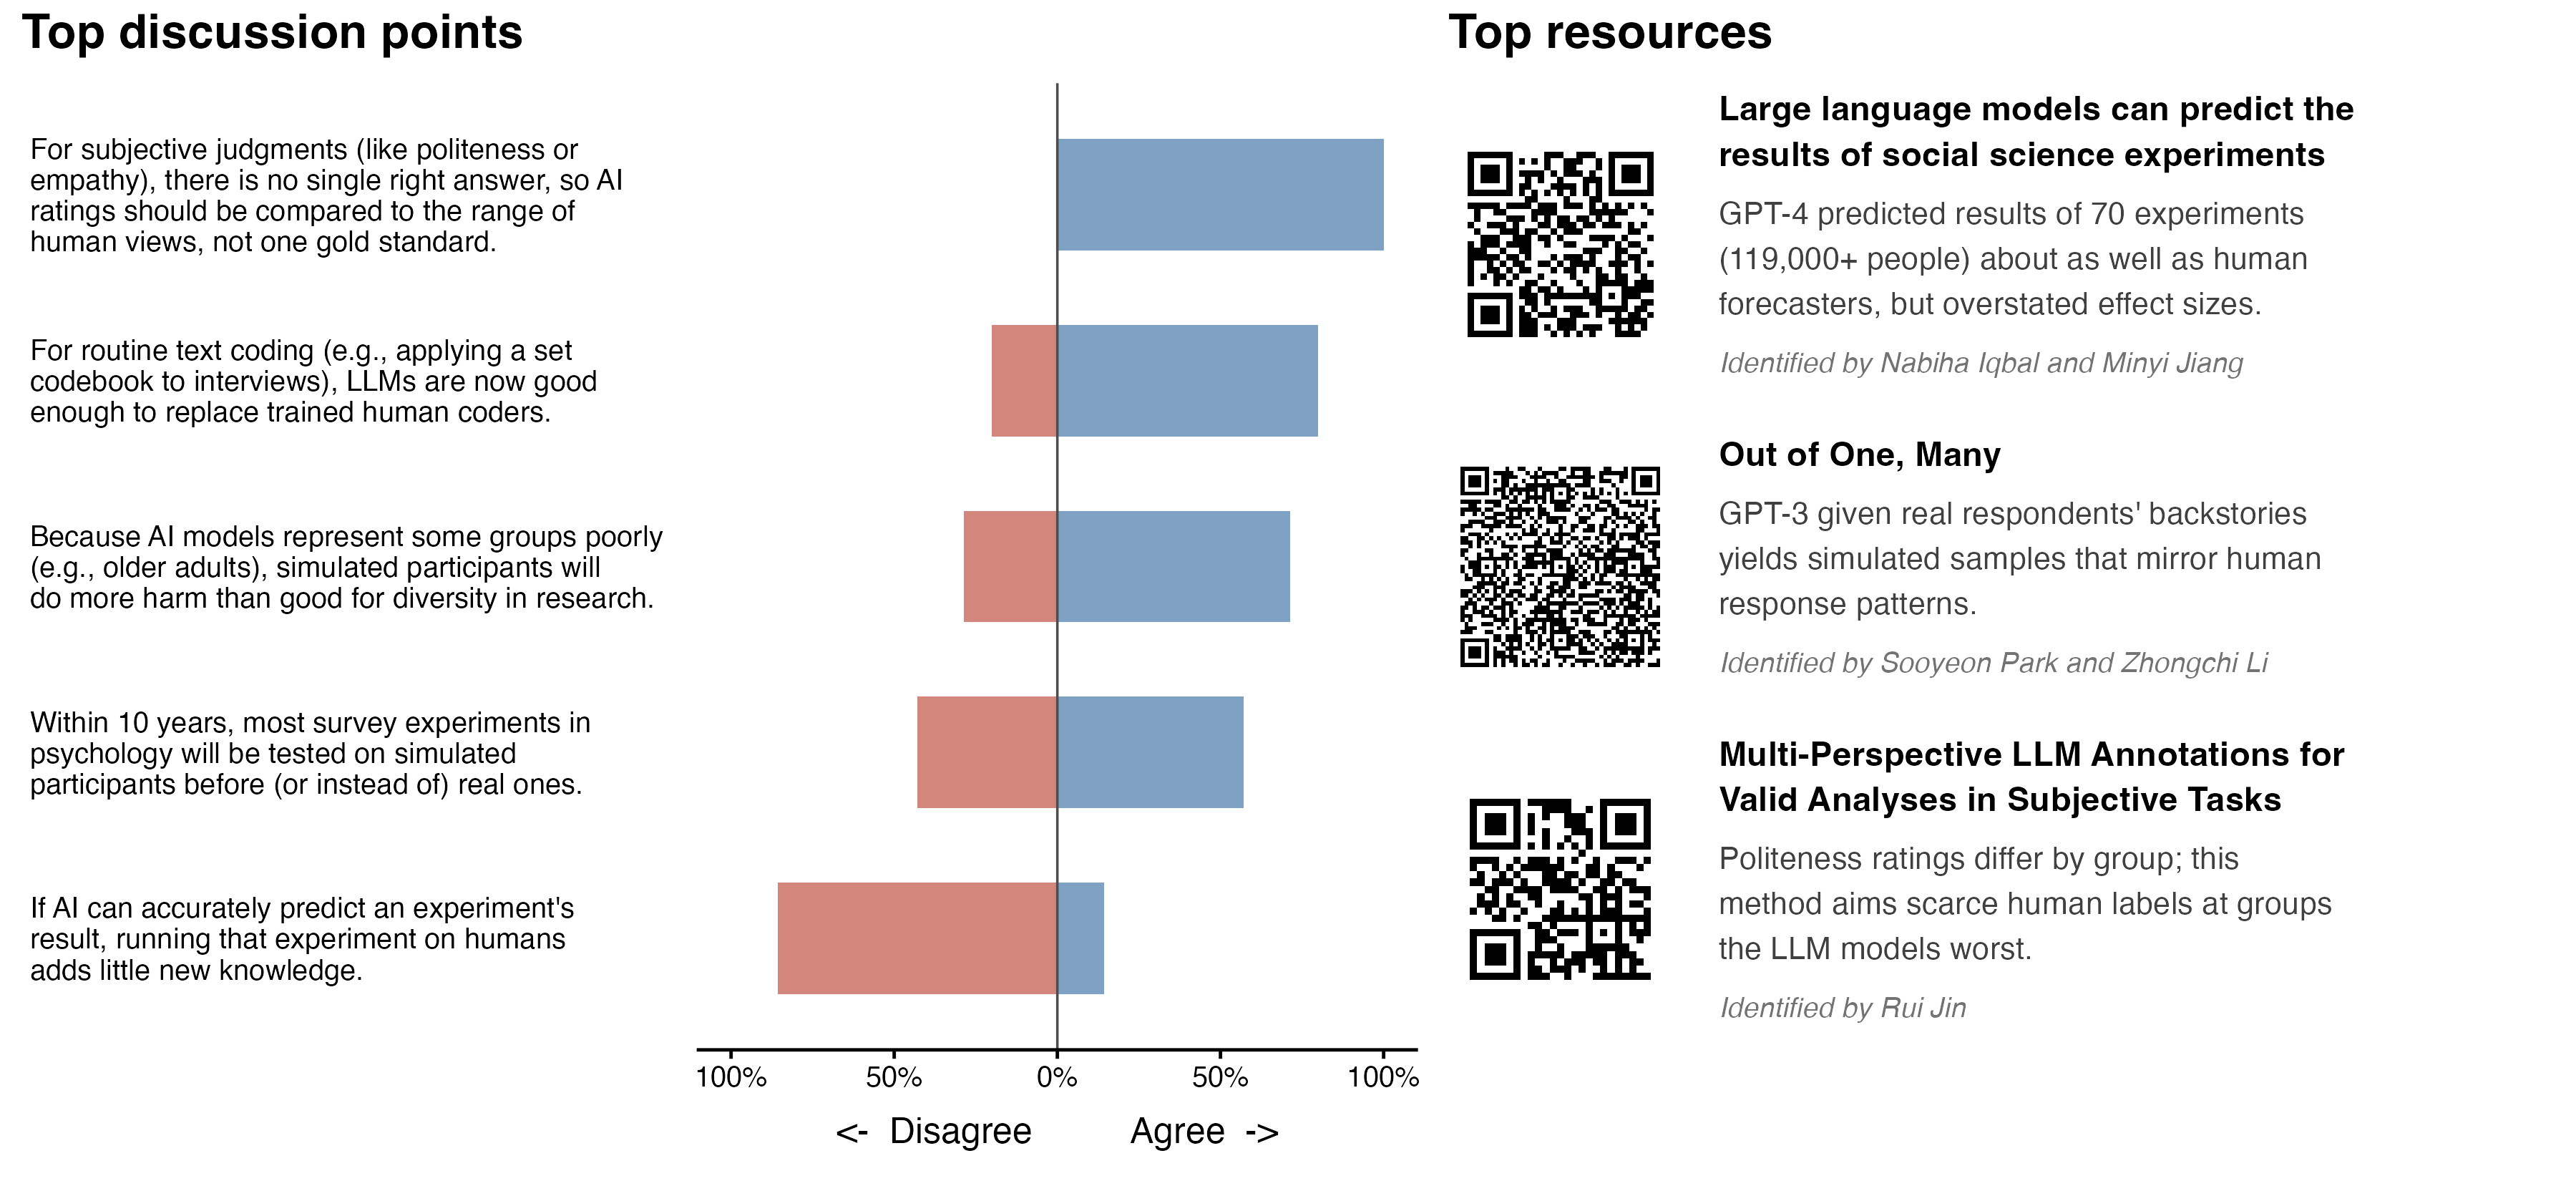 Top discussion points
For subjective judgments (like politeness or
empathy), there is no single right answer, so AI
ratings should be compared to the range of
human views, not one gold standard.
For routine text coding (e.g., applying a set
codebook to interviews), LLMs are now good
enough to replace trained human coders.
Because AI models represent some groups poorly
(e.g., older adults), simulated participants will
do more harm than good for diversity in research.
Within 10 years, most survey experiments in
psychology will be tested on simulated
participants before (or instead of) real ones.
If AI can accurately predict an experiment's
result, running that experiment on humans
adds little new knowledge.
100% 50% 0% 50% 100%
<- Disagree Agree ->
Top resources
Large language models can predict the
results of social science experiments
GPT-4 predicted results of 70 experiments
(119,000+ people) about as well as human
forecasters, but overstated effect sizes.
Identified by Nabiha Iqbal and Minyi Jiang
Out of One, Many
GPT-3 given real respondents' backstories
yields simulated samples that mirror human
response patterns.
Identified by Sooyeon Park and Zhongchi Li
Multi-Perspective LLM Annotations for
Valid Analyses in Subjective Tasks
Politeness ratings differ by group; this
method aims scarce human labels at groups
the LLM models worst.
Identified by Rui Jin